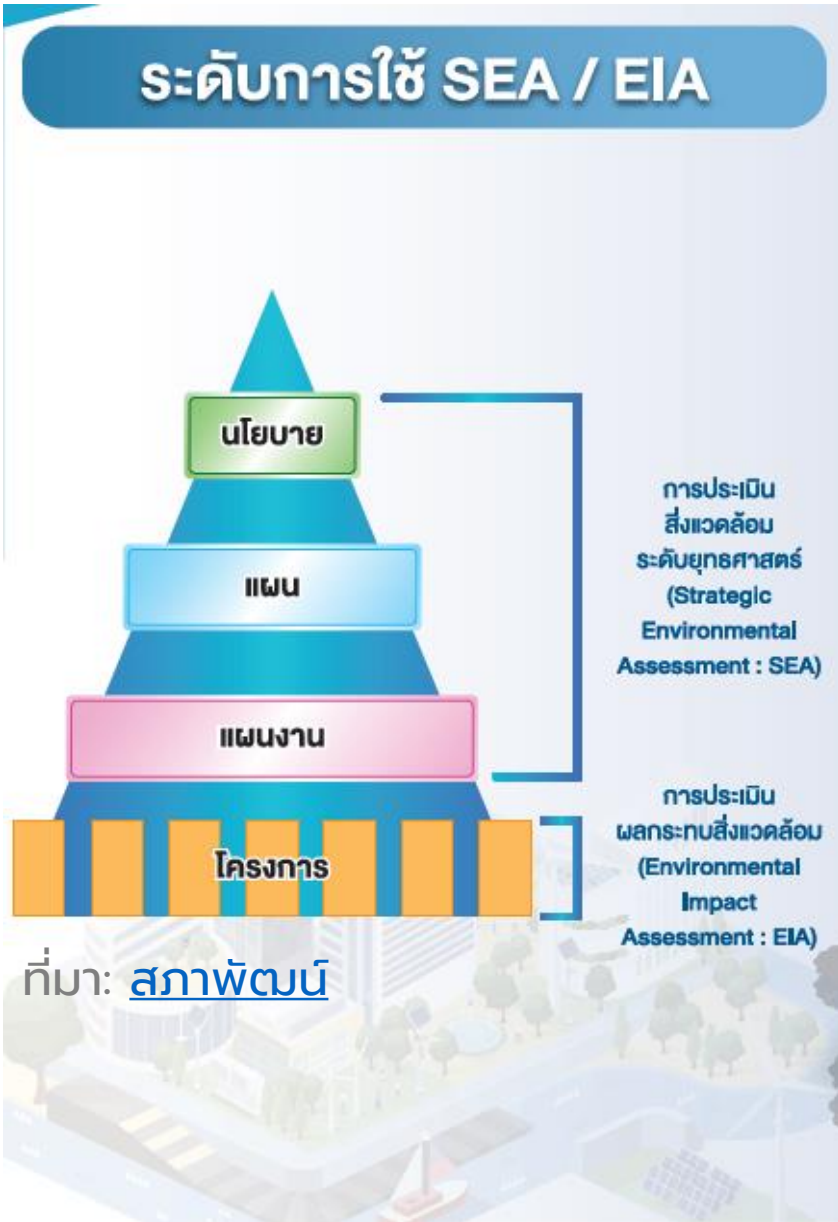 ระดับการใช้ SEA / EIA
นโยบาย
แผน
แผนงาน
โครงการ
การประเมิน
สิ่งแวดล้อม
ระดับยุทธศาสตร์
(Strategic
Environmental
Assessment : SEA)
การประเมิน
ผลกระทบสิ่งแวดล้อม
(Environmental
Impact
Assessment : EIA)
ที่มา: สภาพัฒน์